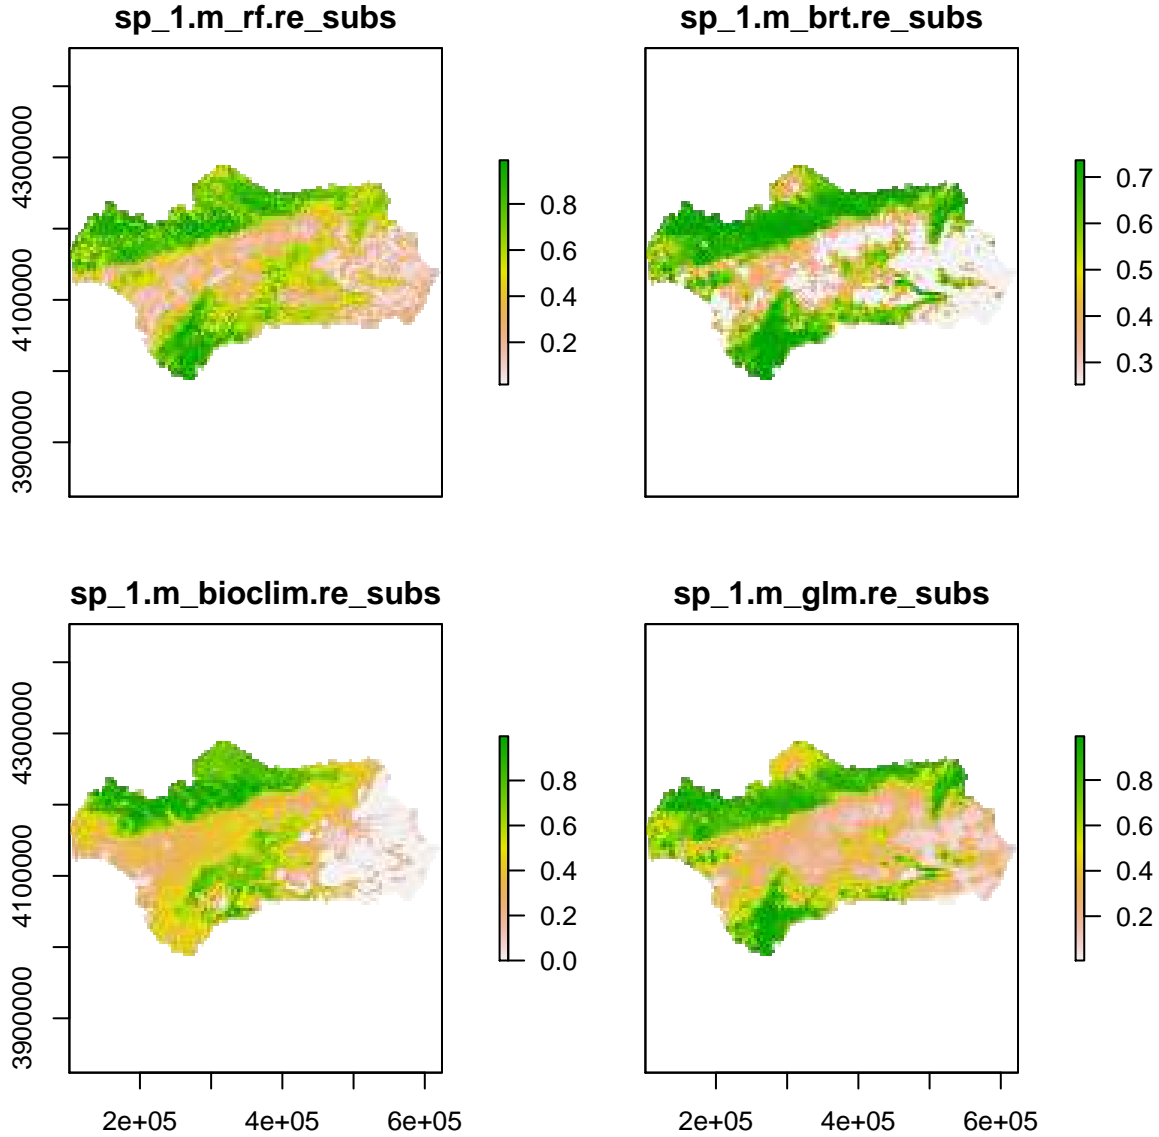 sp_1.m_rf.re_subs
3900000 4100000 4300000
0.8
0.6
0.4
0.2
sp_1.m_brt.re_subs
0.7
0.6
0.5
0.4
0.3
sp_1.m_bioclim.re_subs
3900000 4100000 4300000
2e+05 4e+05 6e+05
0.8
0.6
0.4
0.2
0.0
sp_1.m_glm.re_subs
2e+05 4e+05 6e+05
0.8
0.6
0.4
0.2